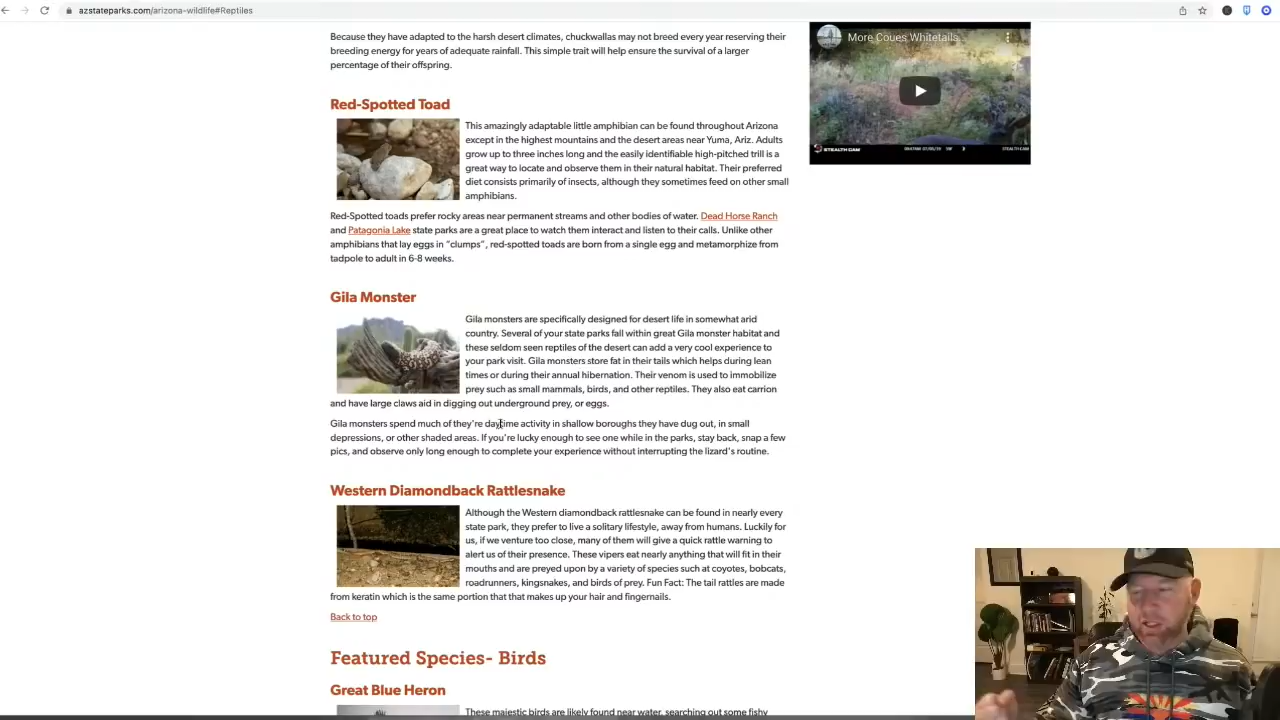 azstateparks.com/arizona-wildlife#Reptiles
Because they have adapted to the harsh desert climates, chuckwallas may not breed every year reserving their
breeding energy for years of adequate rainfall. This simple trait will help ensure the survival of a larger
percentage of their offspring.
More Coues Whitetails...
STEALTH CAM
Red-Spotted Toad
This amazingly adaptable little amphibian can be found throughout Arizona
except in the highest mountains and the desert areas near Yuma, Ariz. Adults
grow up to three inches long and the easily identifiable high-pitched trill is a
great way to locate and observe them in their natural habitat. Their preferred
diet consists primarily of insects, although they sometimes feed on other small
amphibians.
Red-Spotted toads prefer rocky areas near permanent streams and other bodies of water. Dead Horse Ranch
and Patagonia Lake state parks are a great place to watch them interact and listen to their calls. Unlike other
amphibians that lay eggs in “clumps”, red-spotted toads are born from a single egg and metamorphize from
tadpole to adult in 6-8 weeks.
Gila Monster
Gila monsters are specifically designed for desert life in somewhat arid
country. Several of your state parks fall within great Gila monster habitat and
these seldom seen reptiles of the desert can add a very cool experience to
your park visit. Gila monsters store fat in their tails which helps during lean
times or during their annual hibernation. Their venom is used to immobilize
prey such as small mammals, birds, and other reptiles. They also eat carrion
and have large claws aid in digging out underground prey, or eggs.
Gila monsters spend much of they're daytime activity in shallow boroughs they have dug out, in small
depressions, or other shaded areas. If you're lucky enough to see one while in the parks, stay back, snap a few
pics, and observe only long enough to complete your experience without interrupting the lizard's routine.
Western Diamondback Rattlesnake
Although the Western diamondback rattlesnake can be found in nearly every
state park, they prefer to live a solitary lifestyle, away from humans. Luckily for
us, if we venture too close, many of them will give a quick rattle warning to
alert us of their presence. These vipers eat nearly anything that will fit in their
mouths and are preyed upon by a variety of species such as coyotes, bobcats,
roadrunners, kingsnakes, and birds of prey. Fun Fact: The tail rattles are made
from keratin which is the same portion that that makes up your hair and fingernails.
Back to top
Featured Species- Birds
Great Blue Heron
These majestic birds are likely found near water, searching out some fishy